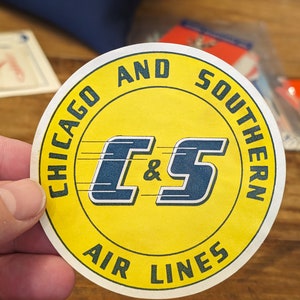 CHICAGO AND SOUTHERN
C&S
AIR LINES